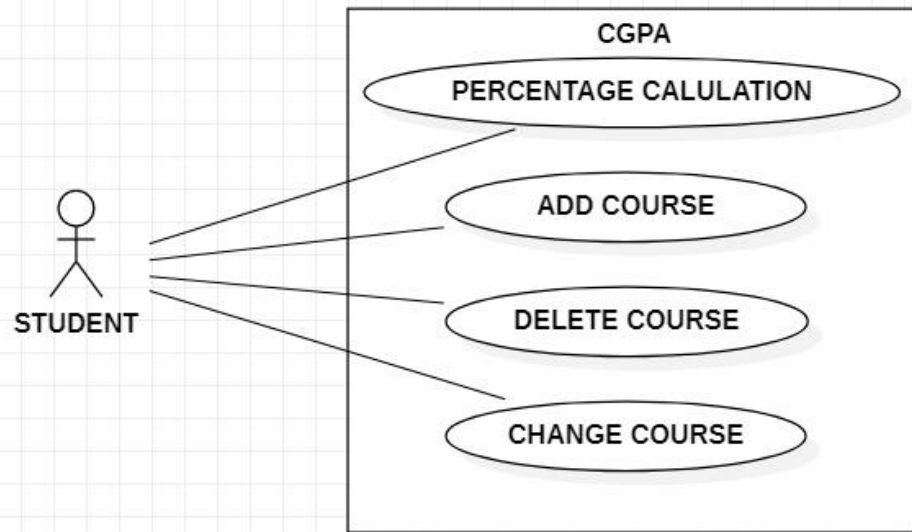 CGPA
PERCENTAGE CALULATION
ADD COURSE
STUDENT
DELETE COURSE
CHANGE COURSE